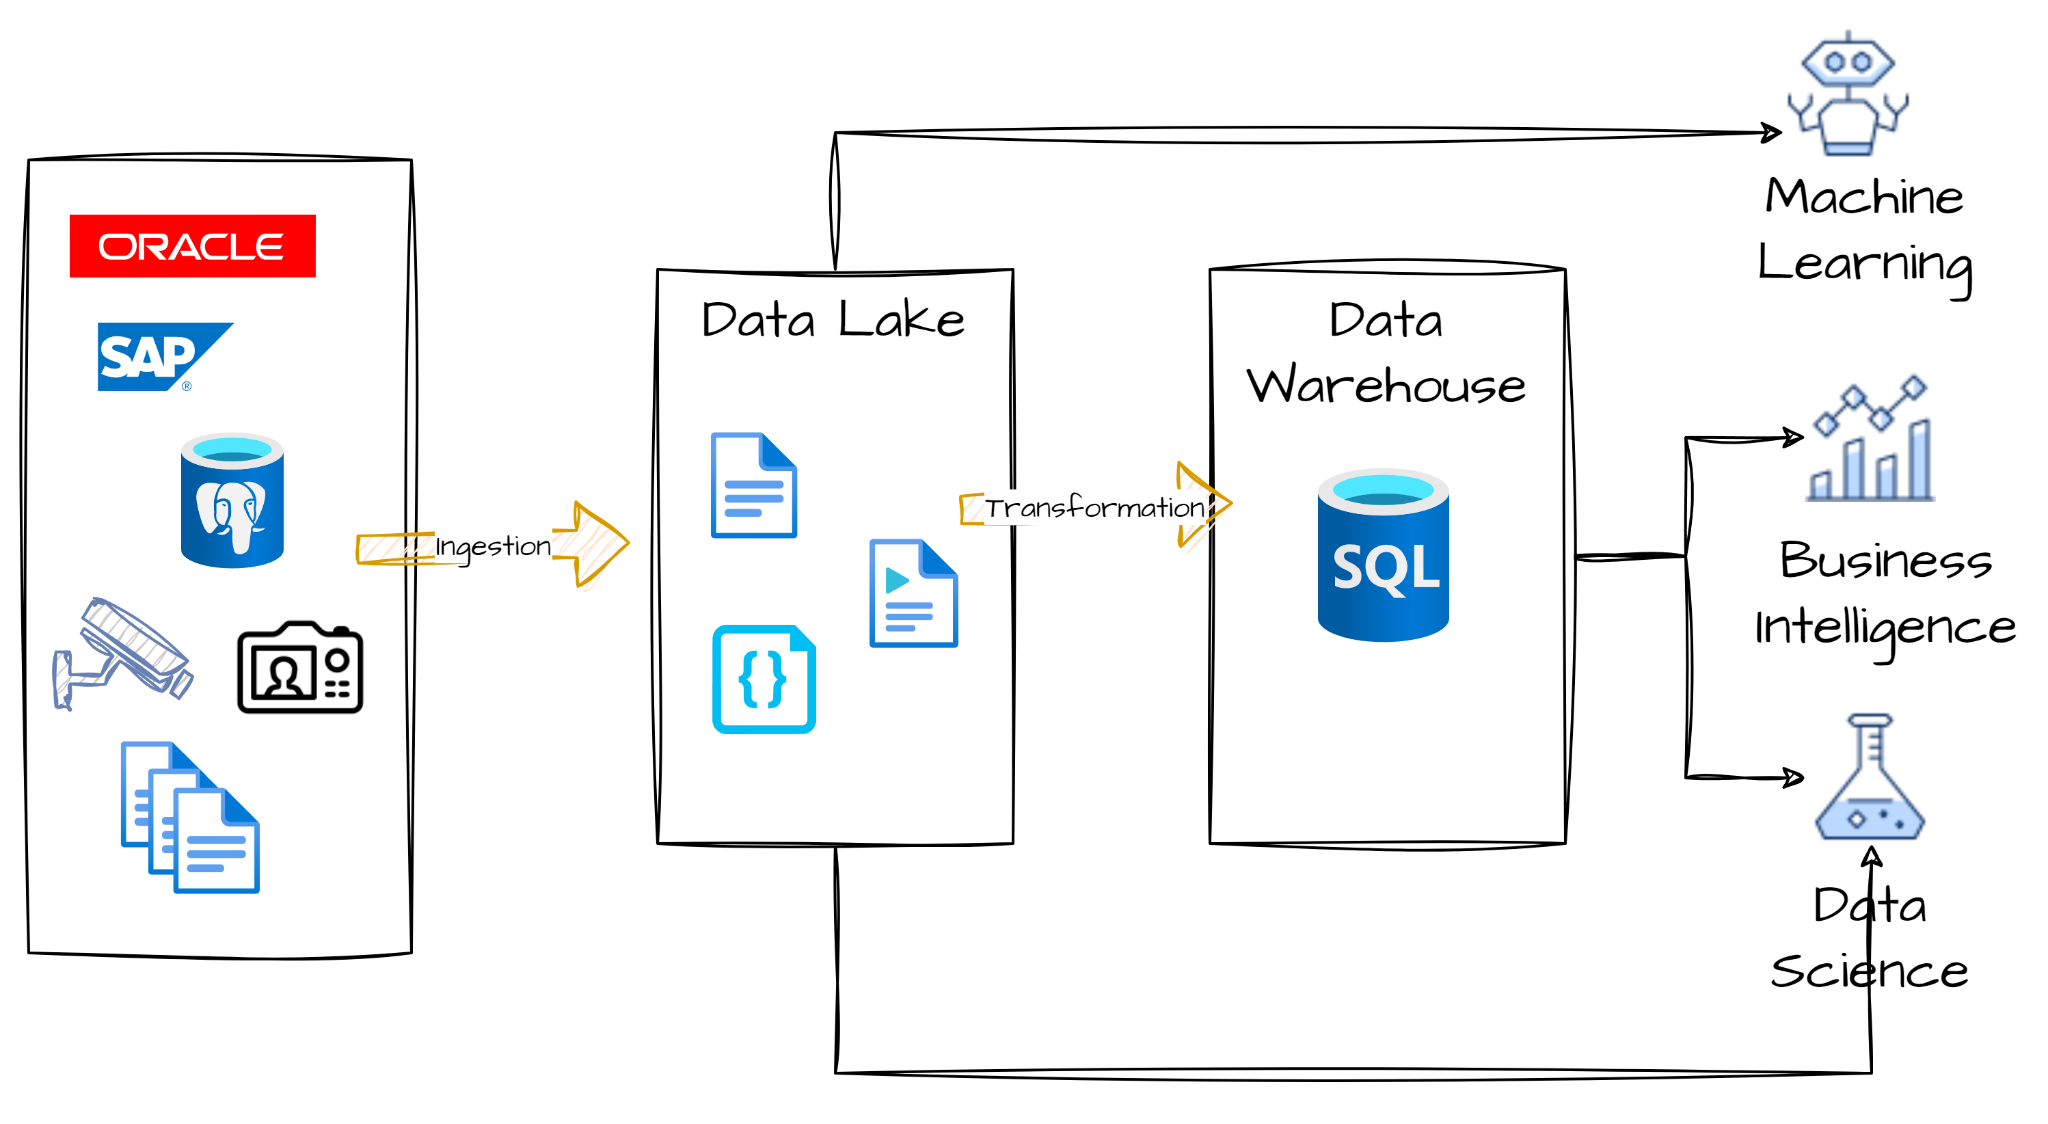 ORACLE
SAP
®
Ingestion
Data Lake
{}
Transformation
Data
Warehouse
SQL
Machine
Learning
Business
Intelligence
Data
Science